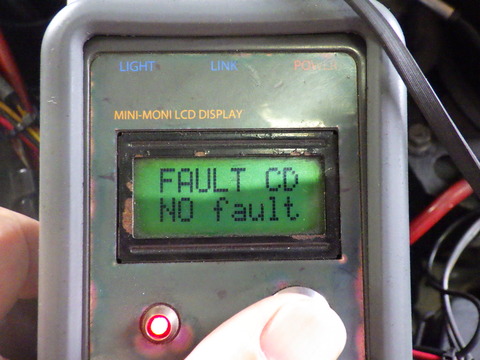 LIGHT LINK POWER
MINI-MONI LCD DISPLAY
FAULT CD
NO fault